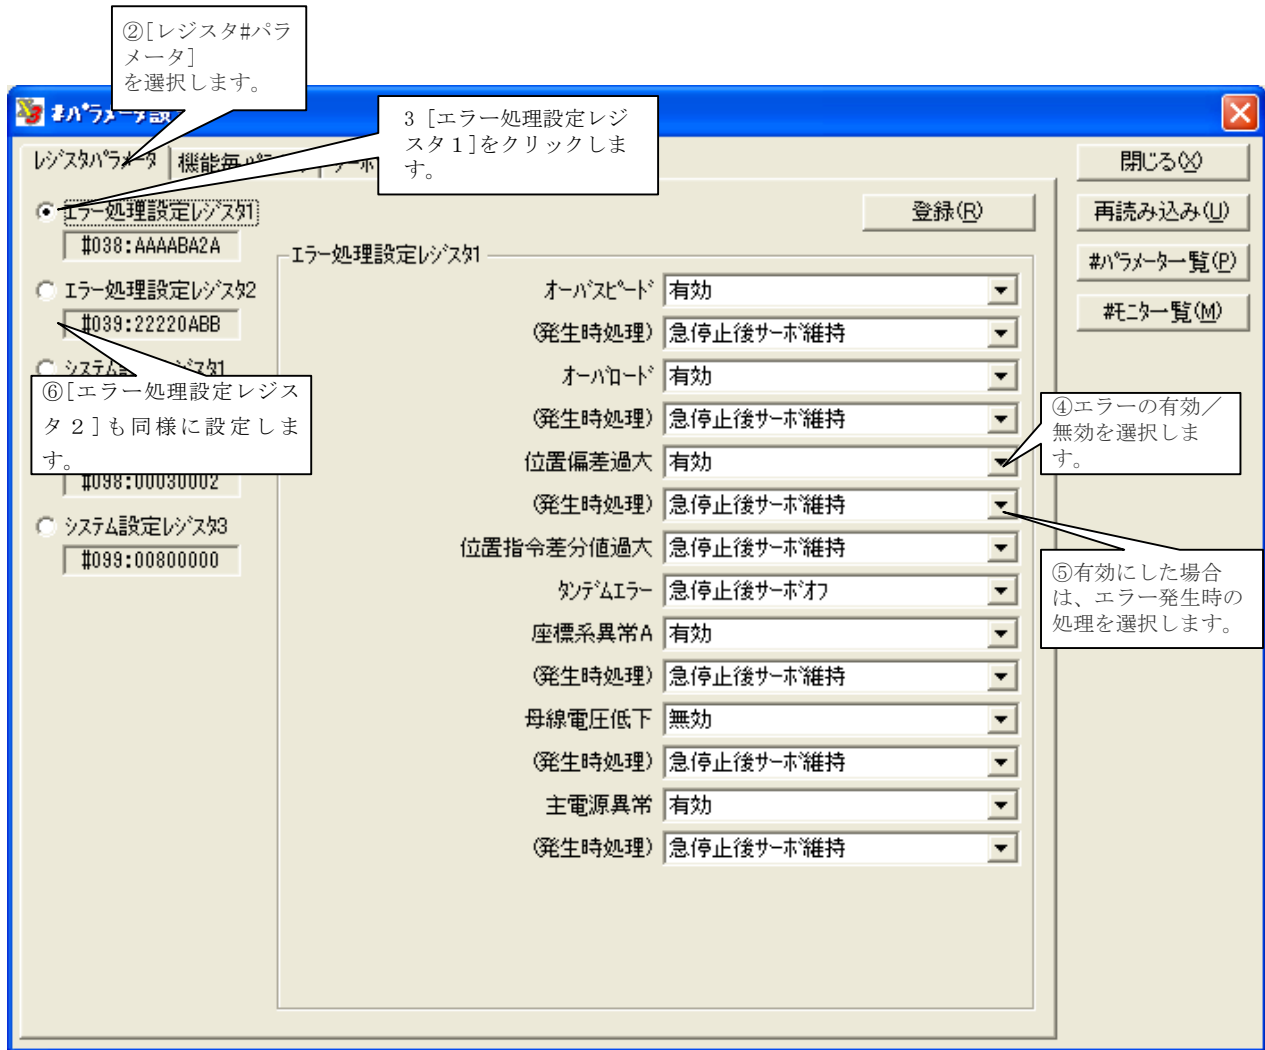 ②[レジスタ#パラ
メータ]
を選択します。
3 [エラー処理設定レジ
スタ1]をクリックしま
す。
レジスタパラメータ
閉じる(X)
エラー処理設定レジスタ1
登録(R)
再読み込み(U)
#038:AAAABA2A
エラー処理設定レジスタ1
#パラメーター覧(P)
エラー処理設定レジスタ2
オーバスピード 有効
#039:22220ABB
#モニター覧(M)
(発生時処理) 急停止後サーボ維持
オーバロード 有効
⑥[エラー処理設定レジス
タ2]も同様に設定しま
す。
(発生時処理) 急停止後サーボ維持
④エラーの有効/
無効を選択しま
す。
位置偏差過大 有効
#098:00030002
(発生時処理) 急停止後サーボ維持
システム設定レジスタ3
位置指令差分値過大 急停止後サーボ維持
#099:00800000
⑤有効にした場合
は、エラー発生時の
処理を選択します。
タンデムエラー 急停止後サーボオフ
座標系異常A 有効
(発生時処理) 急停止後サーボ維持
母線電圧低下 無効
(発生時処理) 急停止後サーボ維持
主電源異常 有効
(発生時処理) 急停止後サーボ維持